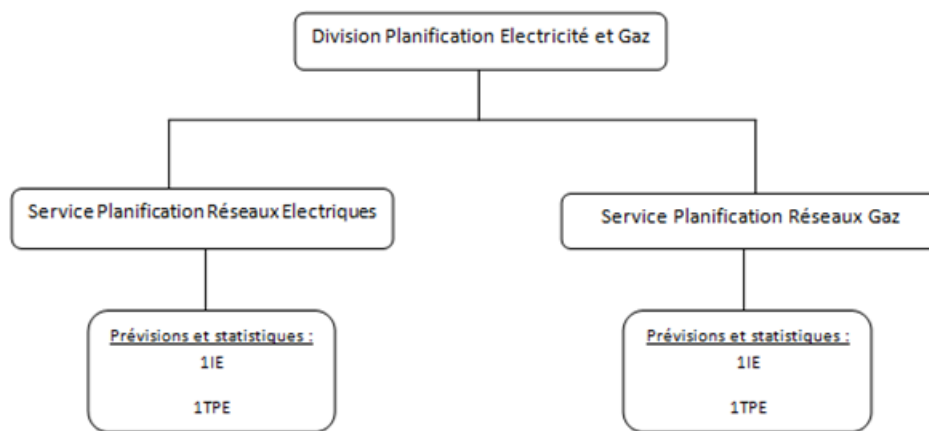 Division Planification Electricité et Gaz
Service Planification Réseaux Electriques
Service Planification Réseaux Gaz
Prévisions et statistiques :
1IE
1TPE
Prévisions et statistiques :
1IE
1TPE